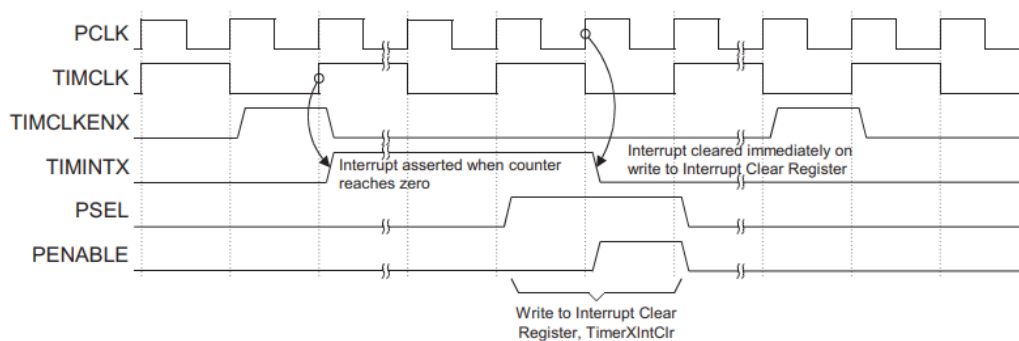 PCLK
TIMCLK
TIMCLKENX
TIMINTX
Interrupt asserted when counter
reaches zero
Interrupt cleared immediately on
write to Interrupt Clear Register
PSEL
PENABLE
Write to Interrupt Clear
Register, TimerXIntClr